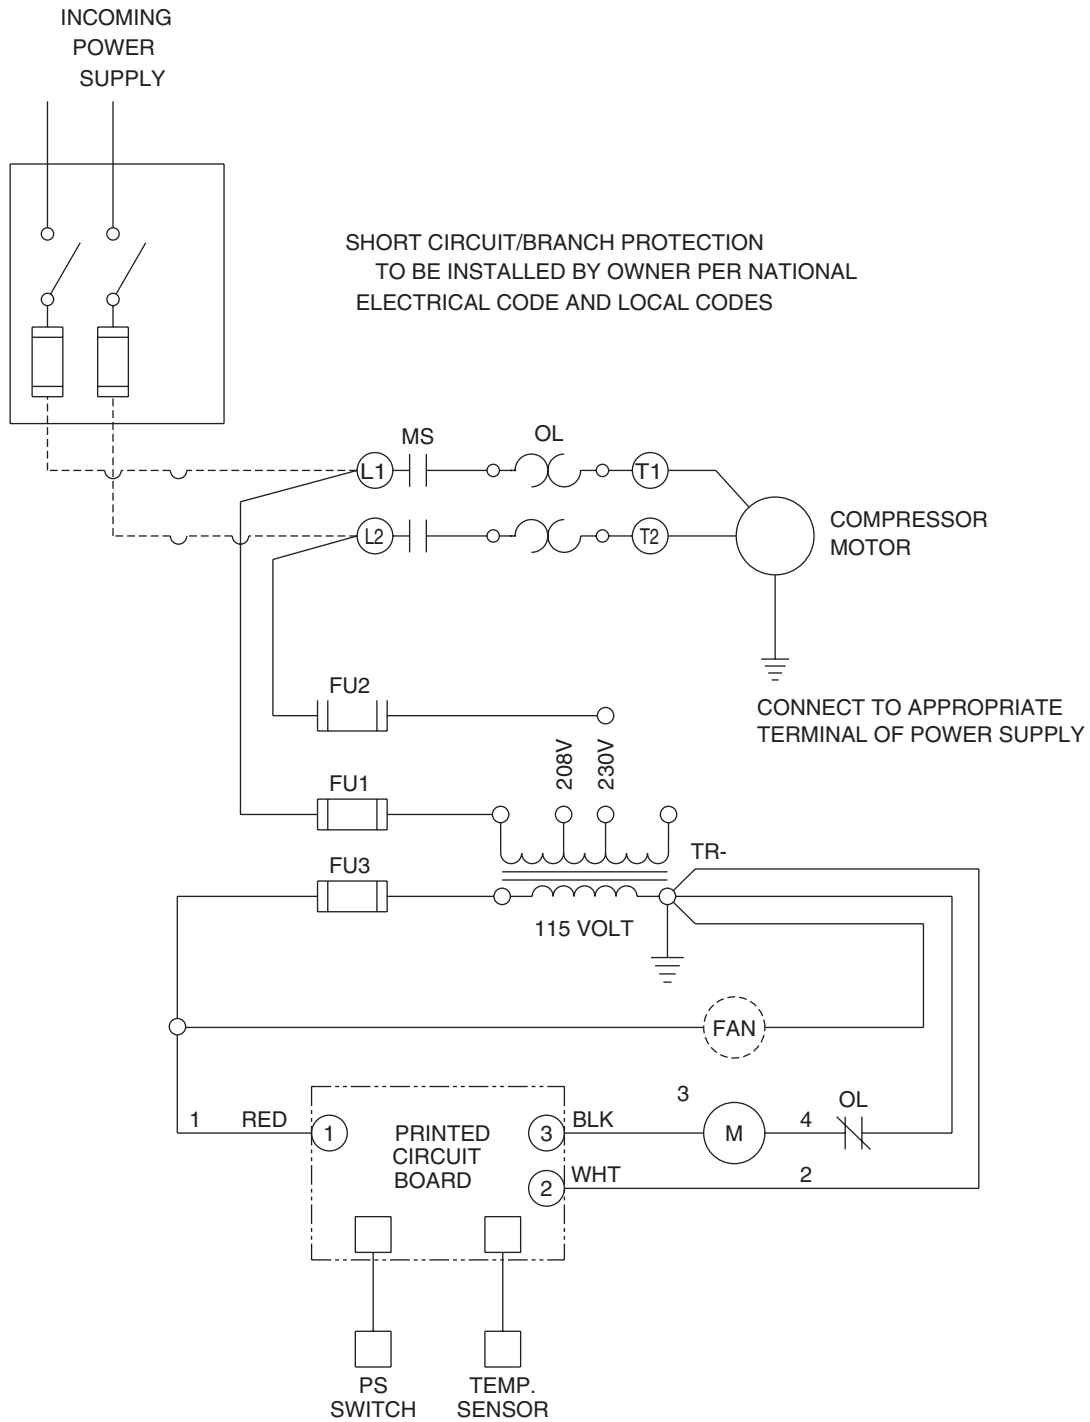 INCOMING
POWER
SUPPLY
SHORT CIRCUIT/BRANCH PROTECTION
TO BE INSTALLED BY OWNER PER NATIONAL
ELECTRICAL CODE AND LOCAL CODES
MS
OL
L1
T1
L2
T2
COMPRESSOR
MOTOR
CONNECT TO APPROPRIATE
TERMINAL OF POWER SUPPLY
FU2
208V
230V
FU1
TR-
FU3
115 VOLT
FAN
1
RED
1
PRINTED
CIRCUIT
BOARD
3
BLK
3
M
4
OL
2
WHT
2
PS
SWITCH
TEMP.
SENSOR